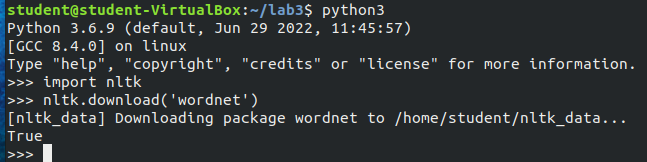 student@student-VirtualBox:~/lab3$ python3
Python 3.6.9 (default, Jun 29 2022, 11:45:57)
[GCC 8.4.0] on linux
Type "help", "copyright", "credits" or "license" for more information.
>>> import nltk
>>> nltk.download('wordnet')
[nltk_data] Downloading package wordnet to /home/student/nltk_data...
True
>>>